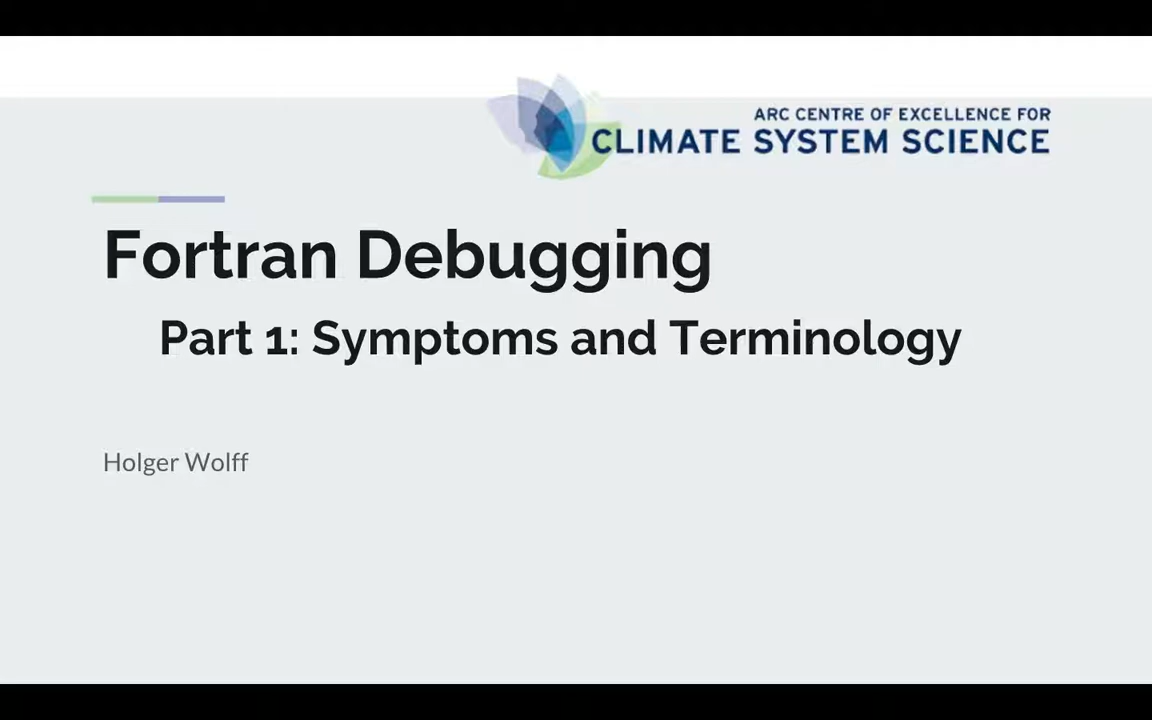 ARC CENTRE OF EXCELLENCE FOR
CLIMATE SYSTEM SCIENCE
Fortran Debugging
Part 1: Symptoms and Terminology
Holger Wolff